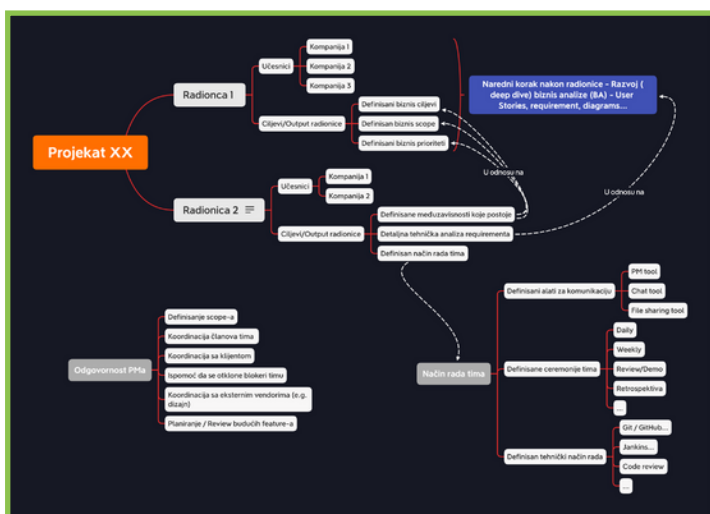 Projekat XX
Radionca 1
Učesnici
Kompanija 1
Kompanija 2
Kompanija 3
Ciljevi/Output radionice
Definisani biznis ciljevi
Definisan biznis scope
Definisani biznis prioriteti
Naredni korak nakon radionice - Razvoj (
deep dive) biznis analize (BA) - User
Stories, requirement, diagrams...
U odnosu na
U odnosu na
Radionica 2
Učesnici
Kompanija 1
Kompanija 2
Ciljevi/Output radionice
Definisane međuzavisnosti koje postoje
Detaljna tehnička analiza requirementa
Definisan način rada tima
Odgovornost PMa
Definisanje scope-a
Koordinacija članova tima
Koordinacija sa klijentom
Ispomoć da se otklone blokeri timu
Koordinacija sa eksternim vendorima (e.g.
dizajn)
Planiranje / Review budućih feature-a
Način rada tima
Definisani alati za komunikaciju
PM tool
Chat tool
File sharing tool
Definisane ceremonije tima
Daily
Weekly
Review/Demo
Retrospektiva
....
Definisan tehnički način rada
Git / GitHub...
Jankins...
Code review
....